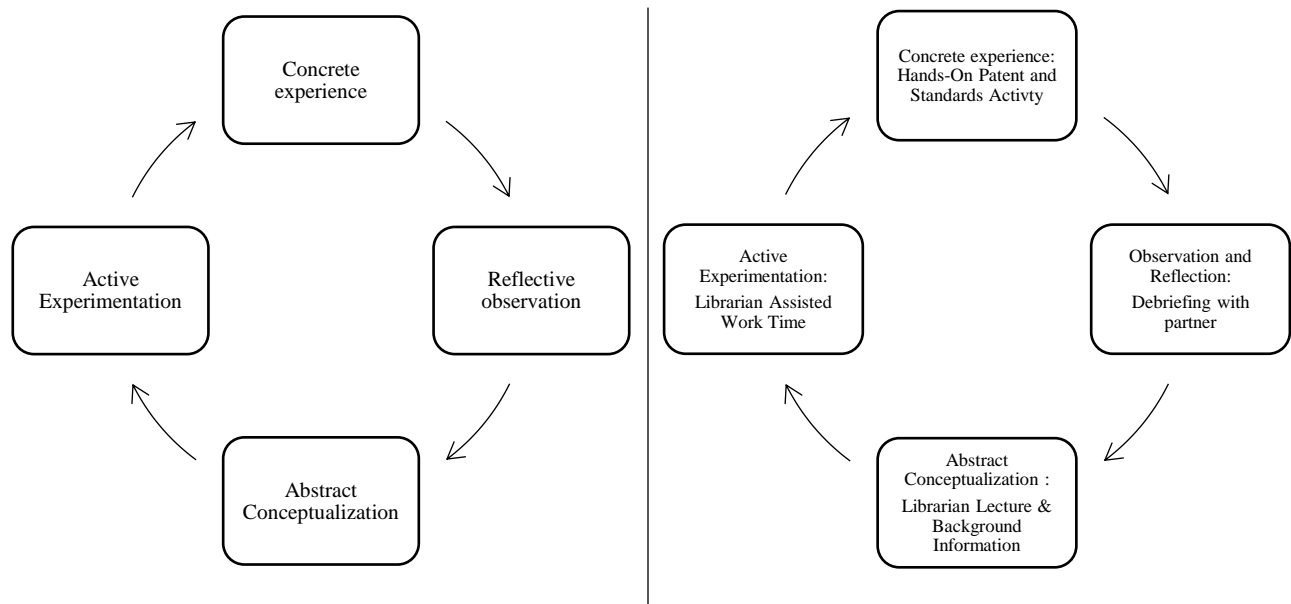 Concrete
experience
Reflective
observation
Abstract
Conceptualization
Active
Experimentation
Concrete experience:
Hands-On Patent and
Standards Activty
Observation and
Reflection:
Debriefing with
partner
Abstract
Conceptualization :
Librarian Lecture &
Background
Information
Active
Experimentation:
Librarian Assisted
Work Time